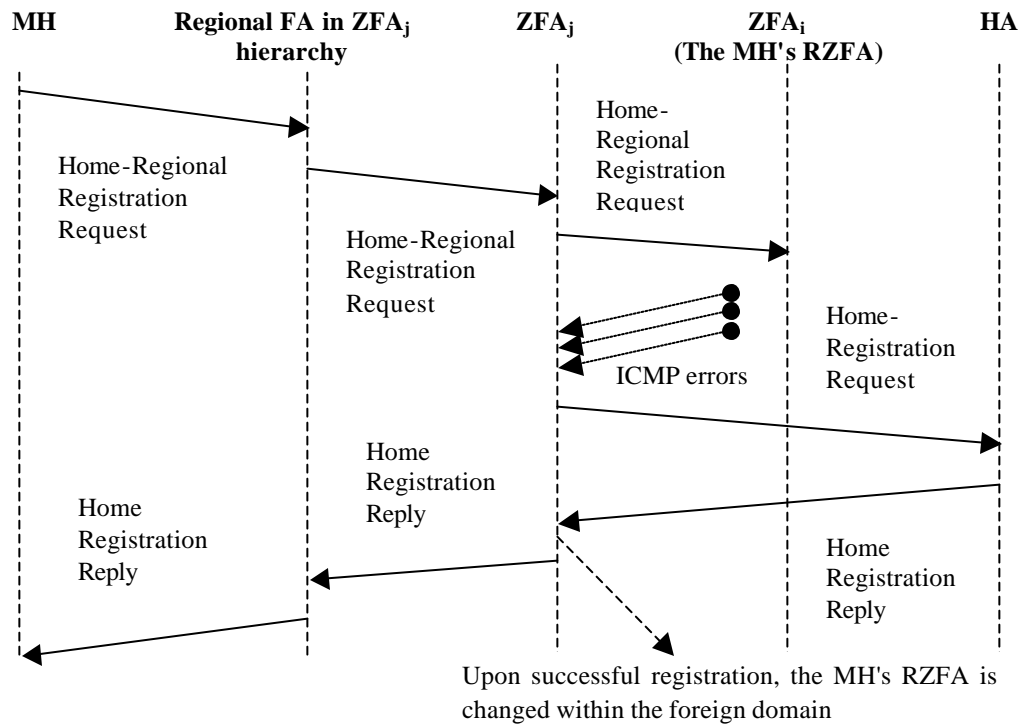 MH
Regional FA in ZFAj
hierarchy
ZFAj
ZFAi
(The MH's RZFA)
HA
Home-
Regional
Registration
Request
Home-Regional
Registration
Request
Home-Regional
Registration
Request
Home-
Registration
Request
ICMP errors
Home
Registration
Reply
Home
Registration
Reply
Home
Registration
Reply
Upon successful registration, the MH's RZFA is
changed within the foreign domain